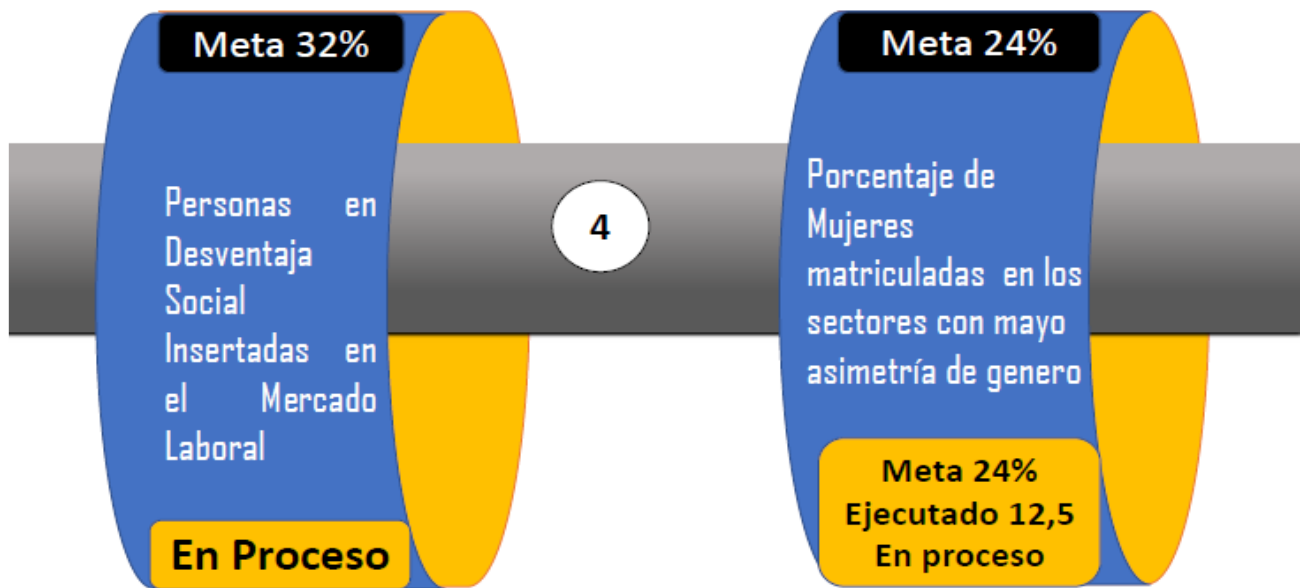 Meta 32%
Personas en
Desventaja
Social
Insertadas en
el Mercado
Laboral
En Proceso
4
Meta 24%
Porcentaje de
Mujeres
matriculadas en los
sectores con mayo
asimetría de genero
Meta 24%
Ejecutado 12,5
En proceso